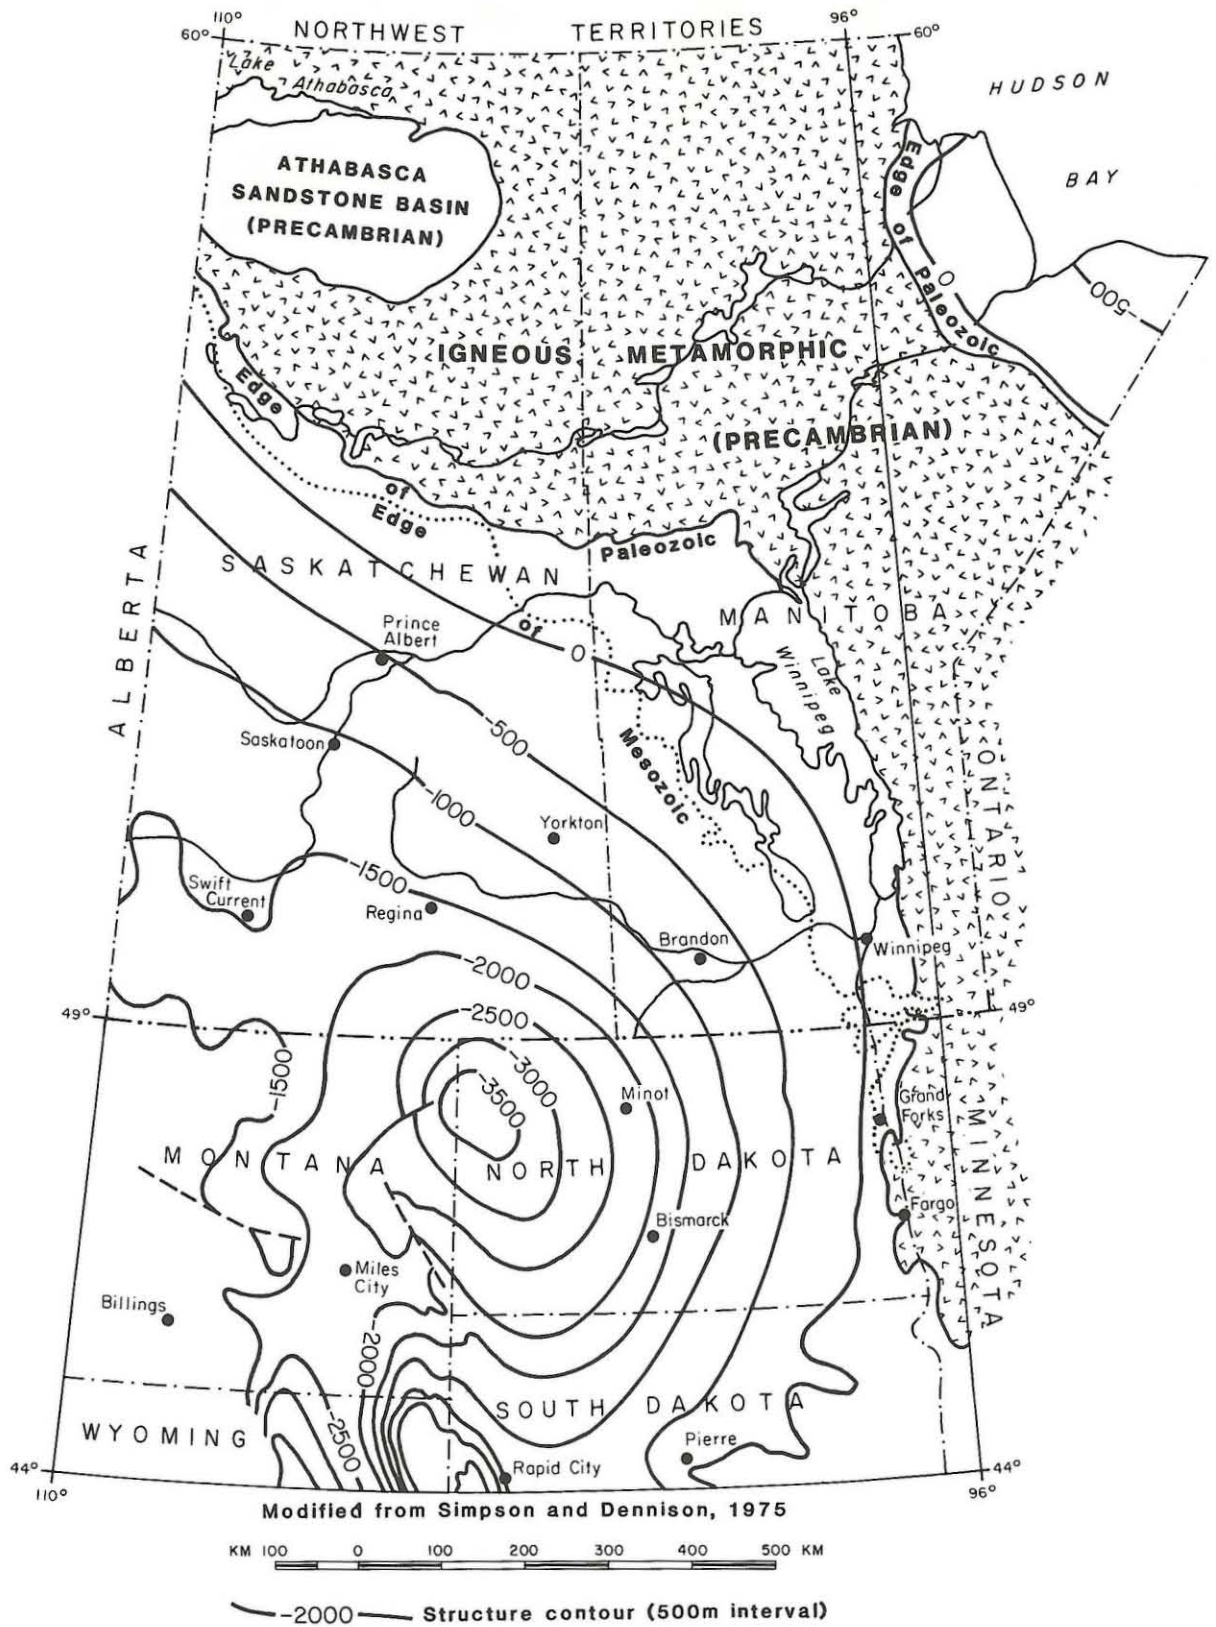 110°
96°
60°
NORTHWEST TERRITORIES
60°
Lake
Athabasca
HUDSON
BAY
ATHABASCA
SANDSTONE BASIN
(PRECAMBRIAN)
Edge of Paleozoic
0
-500
IGNEOUS METAMORPHIC
(PRECAMBRIAN)
Edge
of
Edge
Paleozoic
SASKATCHEWAN
MANITOBA
ALBERTA
Prince
Albert
of
0
Lake
Winnipeg
-500
Saskatoon
Mesozoic
ONTARIO
-1000
Yorkton
-1500
Swift
Current
Regina
Brandon
Winnipeg
-2000
49°
-2500
49°
-1500
-3000
-3500
Minot
Grand
Forks
MONTANA
NORTH DAKOTA
MINNESOTA
Fargo
Bismarck
Miles
City
Billings
-2000
SOUTH DAKOTA
WYOMING
-2500
Pierre
Rapid City
44°
44°
110°
96°
Modified from Simpson and Dennison, 1975
KM 100 0 100 200 300 400 500 KM
-2000 Structure contour (500m interval)